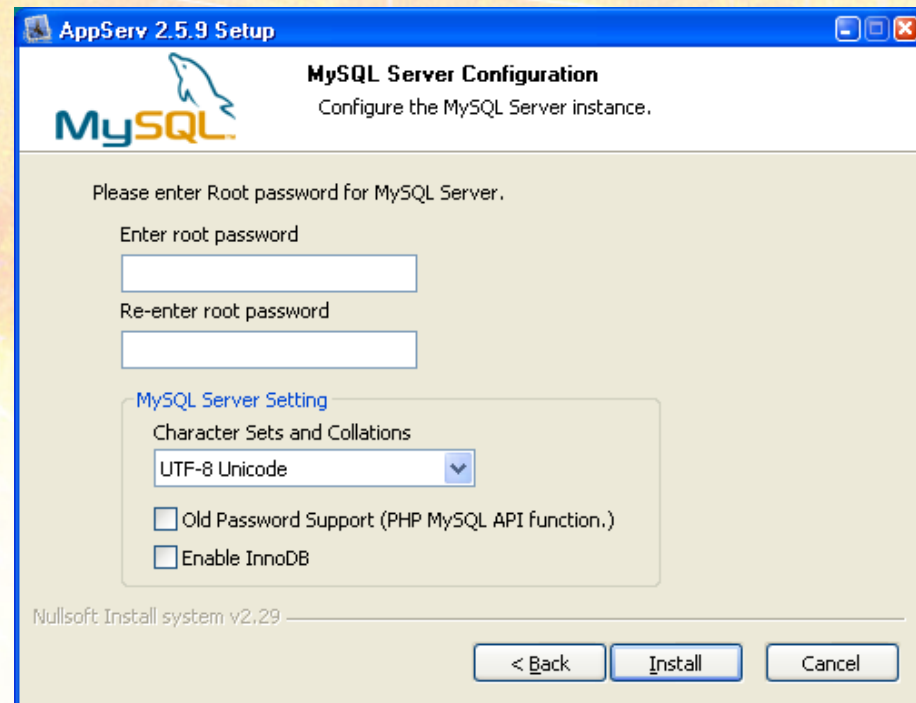 AppServ 2.5.9 Setup
MySQL Server Configuration
Configure the MySQL Server instance.
MySQL™
Please enter Root password for MySQL Server.
Enter root password
Re-enter root password
MySQL Server Setting
Character Sets and Collations
UTF-8 Unicode
Old Password Support (PHP MySQL API function.)
Enable InnoDB
Nullsoft Install system v2.29
< Back
Install
Cancel